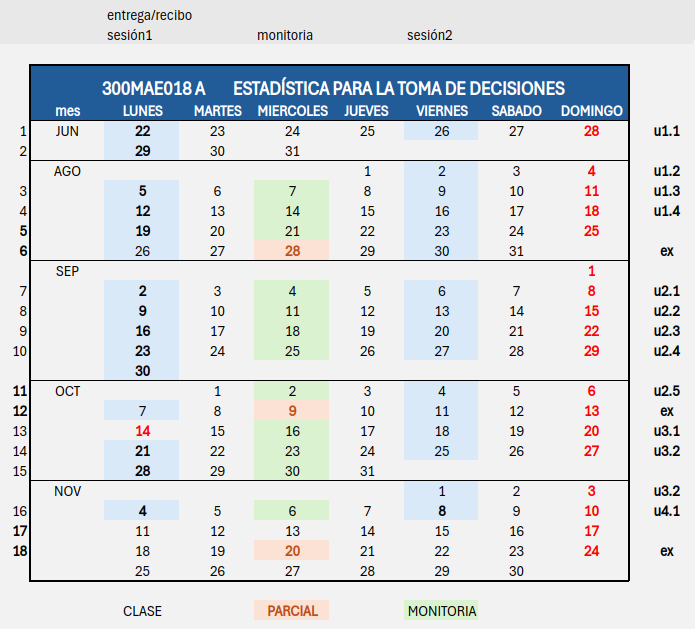 entrega/recibo
sesión1 monitoria sesión2
300MAE018 A ESTADÍSTICA PARA LA TOMA DE DECISIONES
mes LUNES MARTES MIERCOLES JUEVES VIERNES SABADO DOMINGO
1 JUN 22 23 24 25 26 27 28 u1.1
2 29 30 31
AGO 1 2 3 4 u1.2
3 5 6 7 8 9 10 11 u1.3
4 12 13 14 15 16 17 18 u1.4
5 19 20 21 22 23 24 25
6 26 27 28 29 30 31 ex
SEP 1
7 2 3 4 5 6 7 8 u2.1
8 9 10 11 12 13 14 15 u2.2
9 16 17 18 19 20 21 22 u2.3
10 23 24 25 26 27 28 29 u2.4
30
11 OCT 1 2 3 4 5 6 u2.5
12 7 8 9 10 11 12 13 ex
13 14 15 16 17 18 19 20 u3.1
14 21 22 23 24 25 26 27 u3.2
15 28 29 30 31
NOV 1 2 3 u3.2
16 4 5 6 7 8 9 10 u4.1
17 11 12 13 14 15 16 17
18 18 19 20 21 22 23 24 ex
25 26 27 28 29 30
CLASE PARCIAL MONITORIA